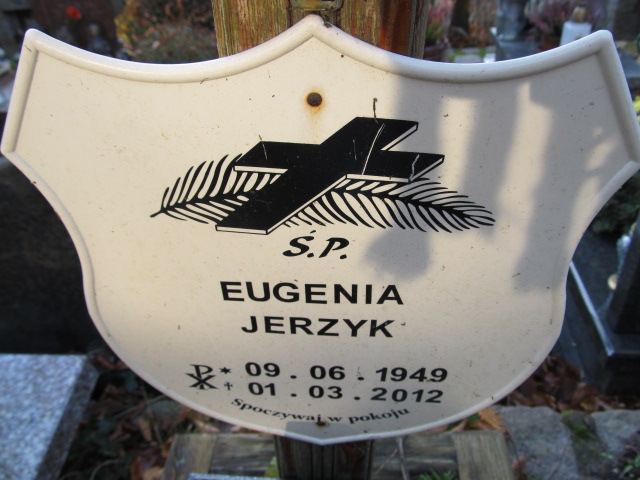 Ś.P.
EUGENIA
JERZYK
* 09.06.1949
† 01.03.2012
Spoczywaj w pokoju